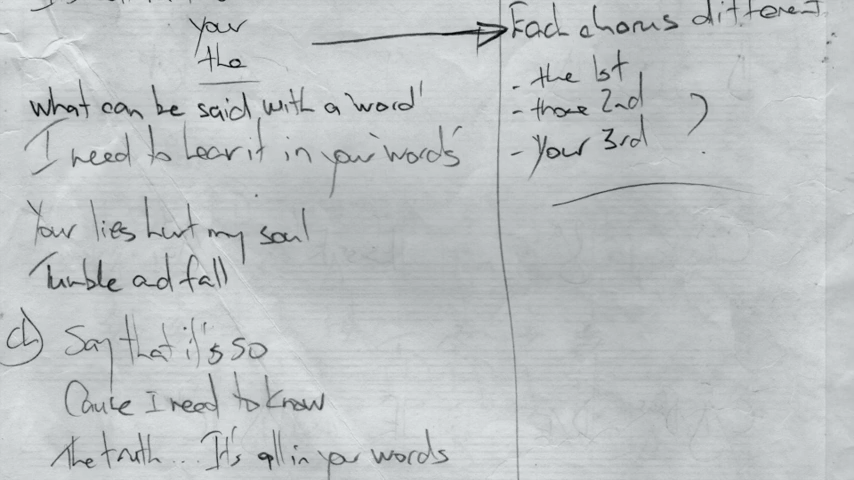 your
the
what can be said with a 'word'
I need to hear it in your 'words'
Your lies hurt my soul
Tumble and fall
ch Say that it's so
Cause I need to know
The truth... It's all in your words
Each chorus different
- the 1st
- those 2nd
- Your 3rd
?